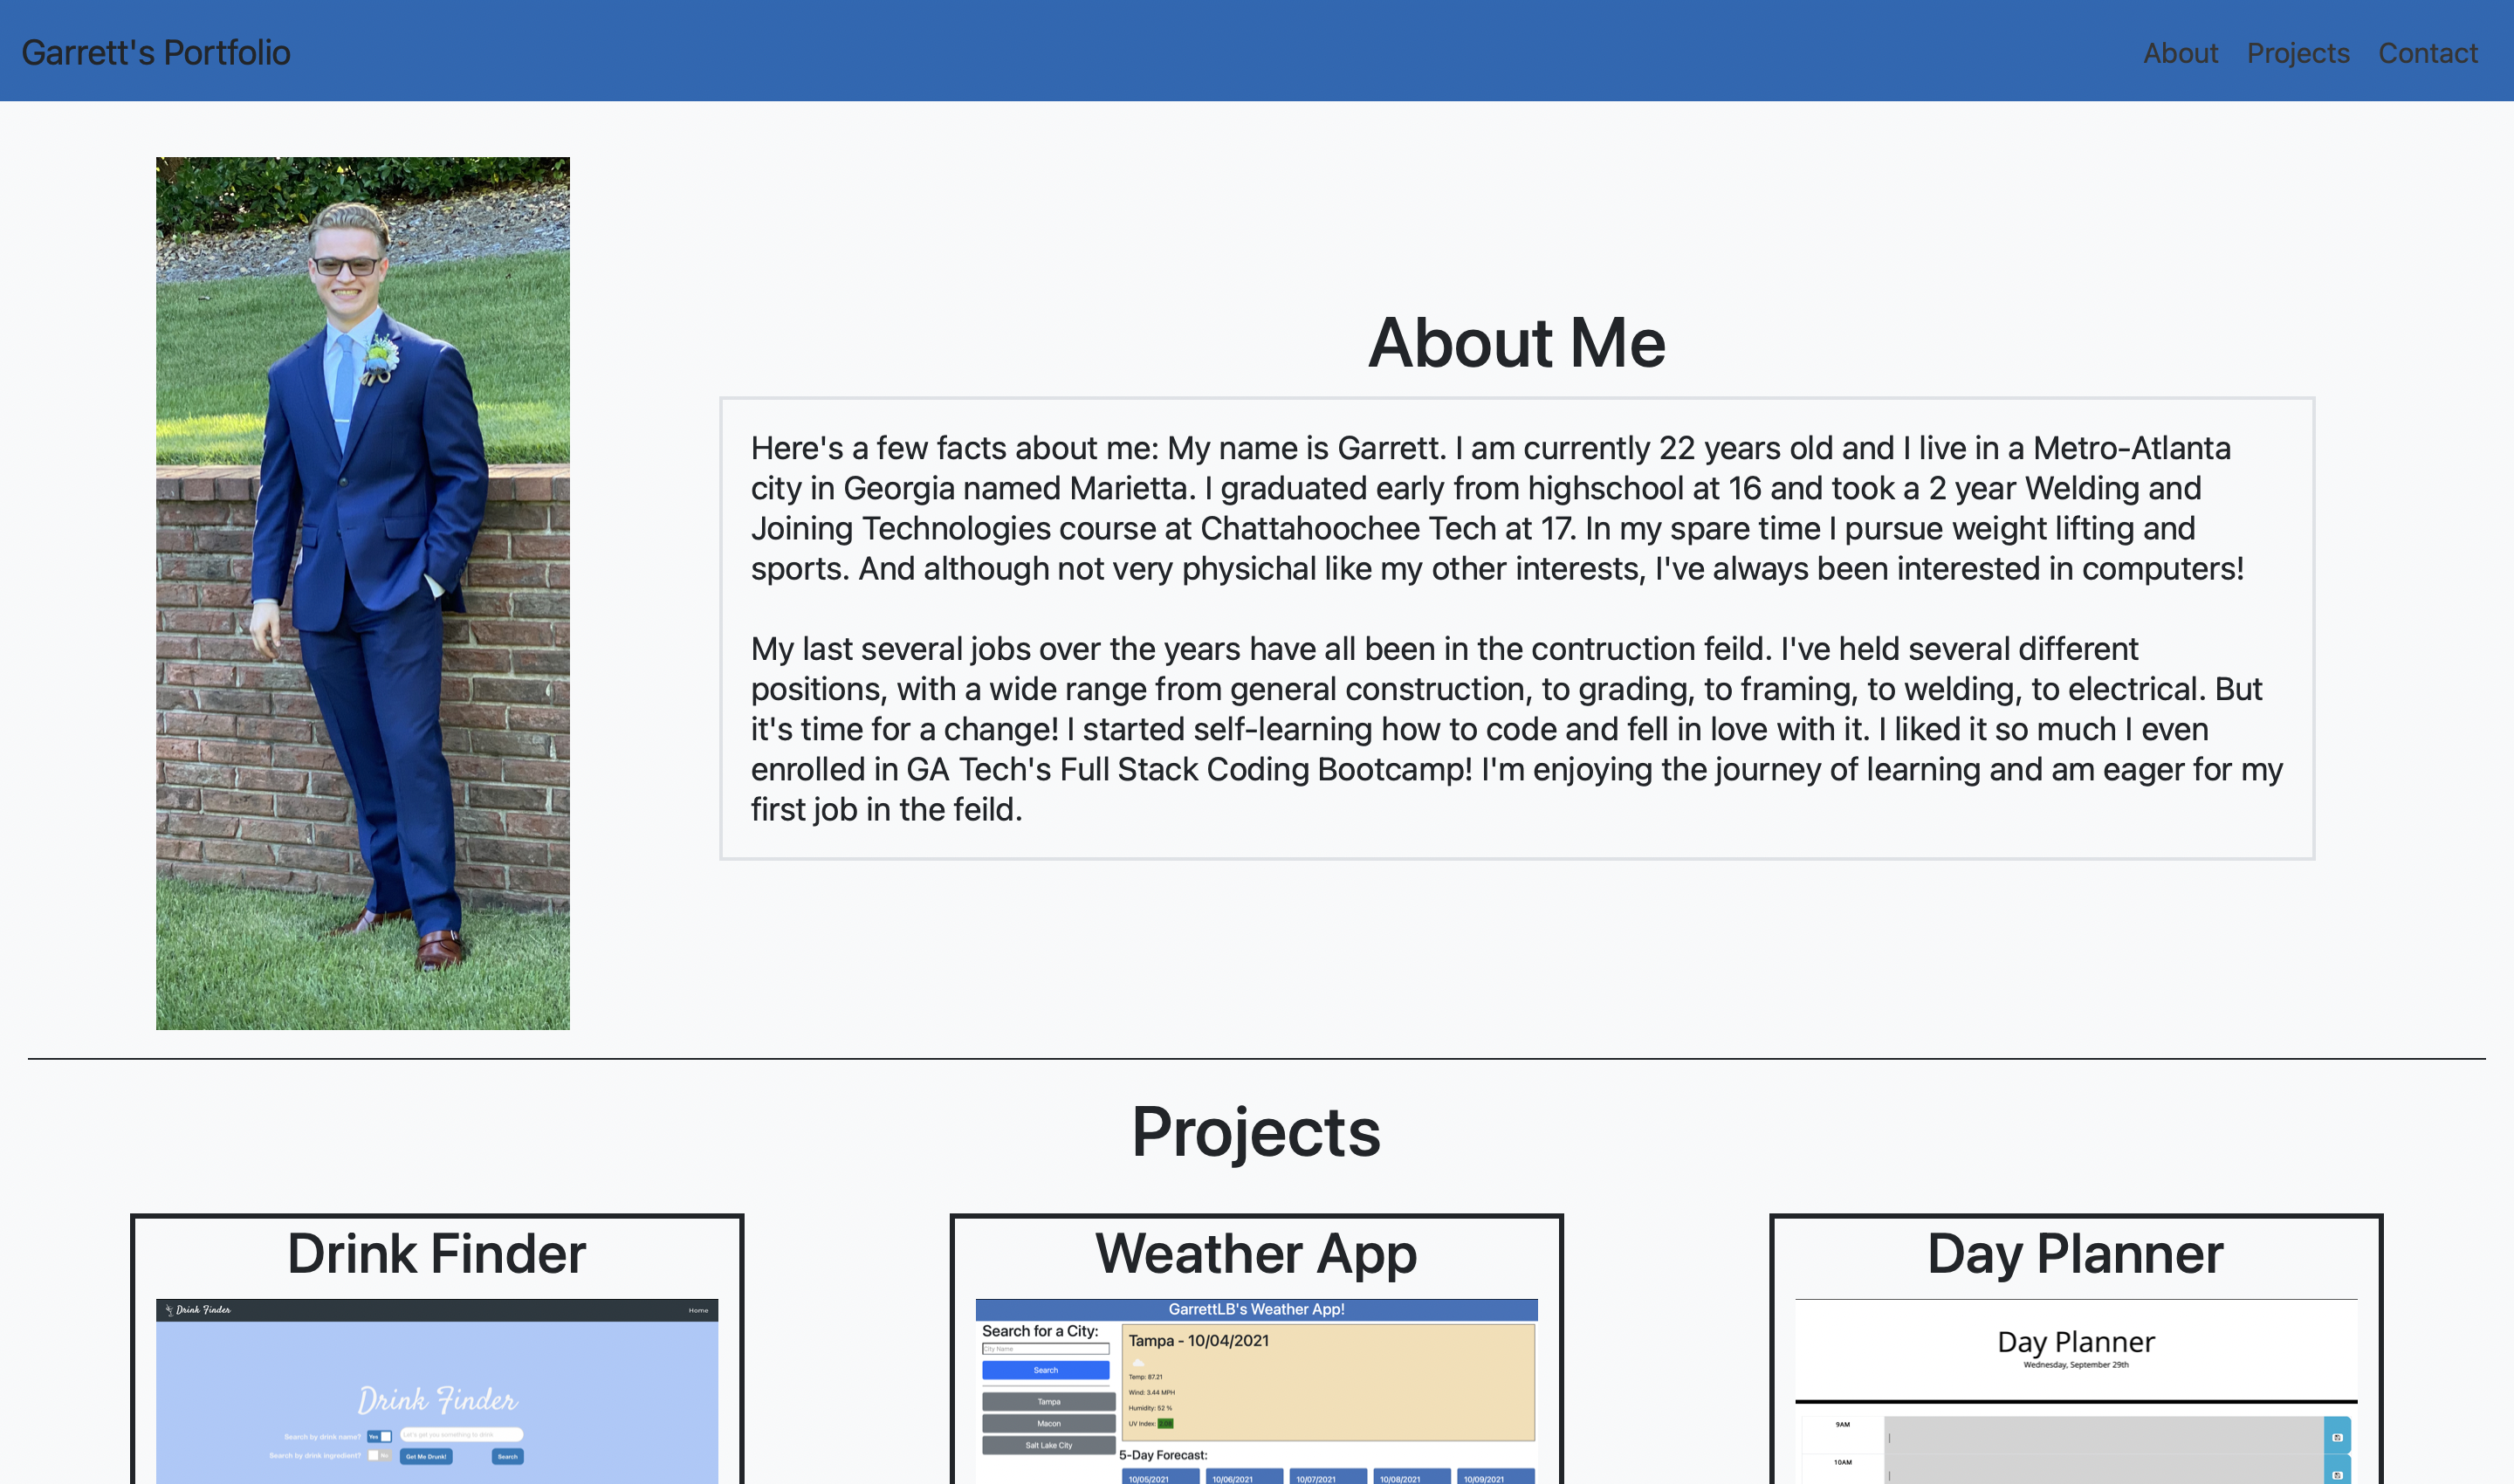 Garrett's Portfolio
About Projects Contact
About Me
Here's a few facts about me: My name is Garrett. I am currently 22 years old and I live in a Metro-Atlanta
city in Georgia named Marietta. I graduated early from highschool at 16 and took a 2 year Welding and
Joining Technologies course at Chattahoochee Tech at 17. In my spare time I pursue weight lifting and
sports. And although not very physichal like my other interests, I've always been interested in computers!
My last several jobs over the years have all been in the contruction feild. I've held several different
positions, with a wide range from general construction, to grading, to framing, to welding, to electrical. But
it's time for a change! I started self-learning how to code and fell in love with it. I liked it so much I even
enrolled in GA Tech's Full Stack Coding Bootcamp! I'm enjoying the journey of learning and am eager for my
first job in the feild.
Projects
Drink Finder
Drink Finder
Home
Drink Finder
Search by drink name? Yes Let's get you something to drink
Search by drink ingredient? No Get Me Drunk! Search
Weather App
GarrettLB's Weather App!
Search for a City:
City Name
Search
Tampa
Macon
Salt Lake City
Tampa - 10/04/2021
Temp: 87.21
Wind: 3.44 MPH
Humidity: 52 %
UV Index:
5-Day Forecast:
10/05/2021 10/06/2021 10/07/2021 10/08/2021 10/09/2021
Day Planner
Day Planner
Wednesday, September 29th
9AM
10AM